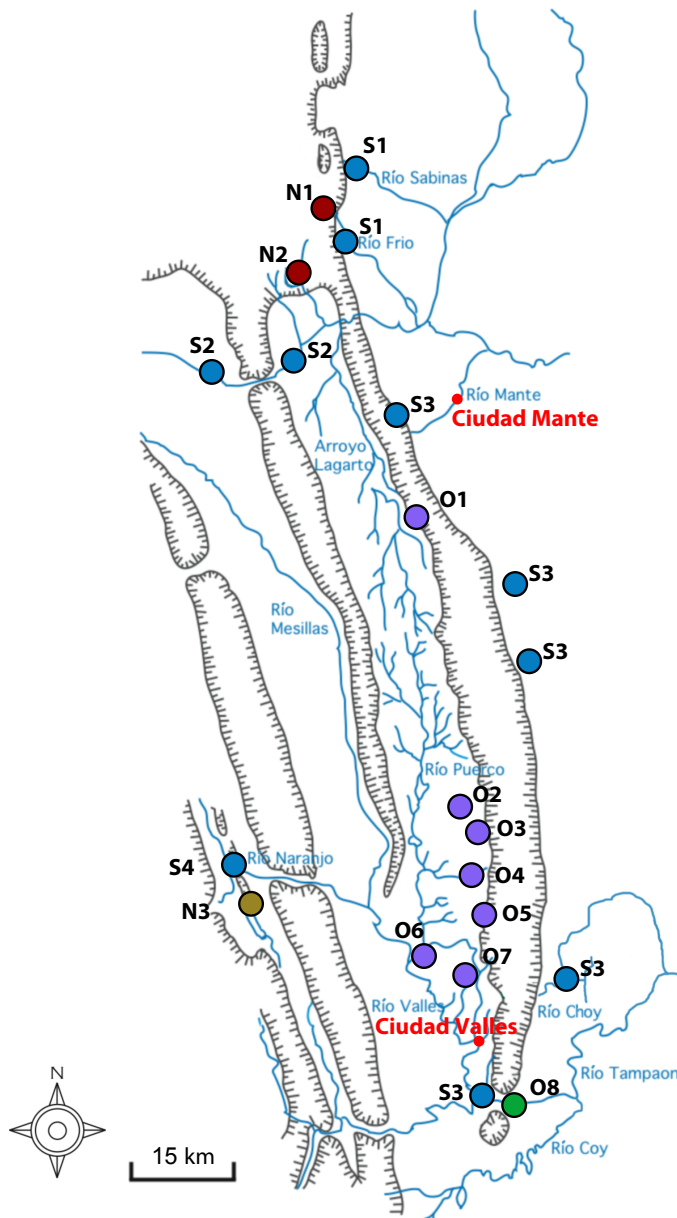 S1
Río Sabinas
N1
S1
Río Frio
N2
S2
S2
Río Mante
S3
Ciudad Mante
Arroyo
Lagarto
O1
S3
Río
Mesillas
S3
Río Puerco
O2
O3
Río Naranjo
S4
O4
N3
O5
O6
O7
S3
Río Valles
Río Choy
Ciudad Valles
Río Tampaon
N
S3
O8
15 km
Río Coy